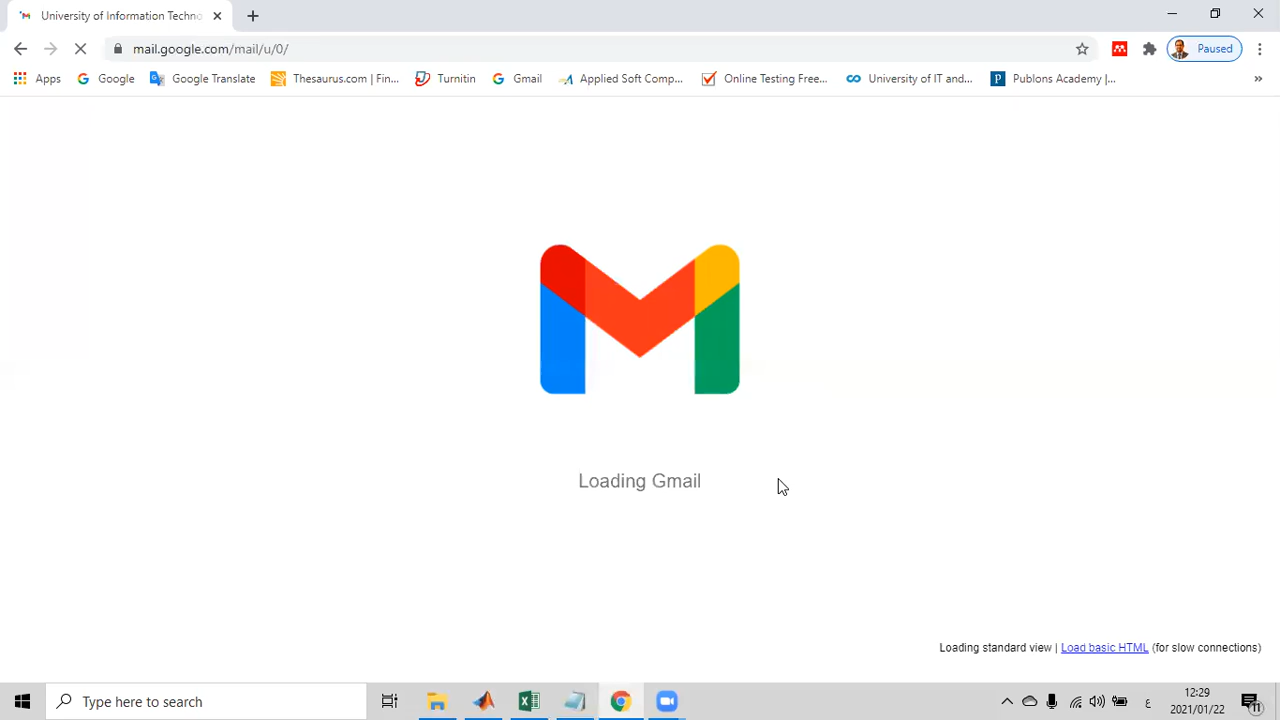 University of Information Techno
mail.google.com/mail/u/0/
Paused
Apps
Google
Google Translate
Thesaurus.com | Fin...
Turnitin
Gmail
Applied Soft Comp...
Online Testing Free...
University of IT and...
Publons Academy |...
»
Loading Gmail
Loading standard view | Load basic HTML (for slow connections)
Type here to search
ع
12:29
2021/01/22
11